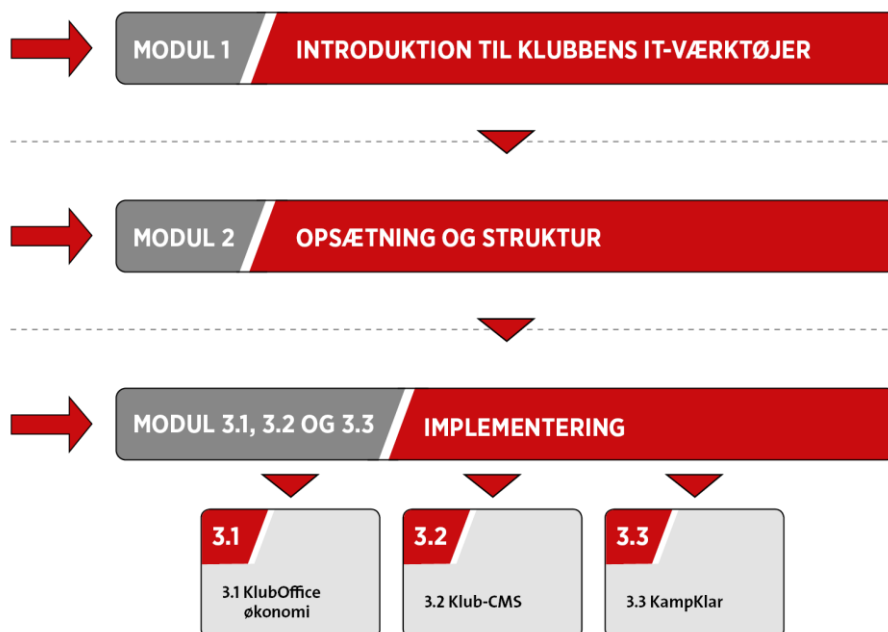 MODUL 1
INTRODUKTION TIL KLUBBENS IT-VÆRKTØJER
MODUL 2
OPSÆTNING OG STRUKTUR
MODUL 3.1, 3.2 OG 3.3
IMPLEMENTERING
3.1
3.1 KlubOffice
økonomi
3.2
3.2 Klub-CMS
3.3
3.3 KampKlar